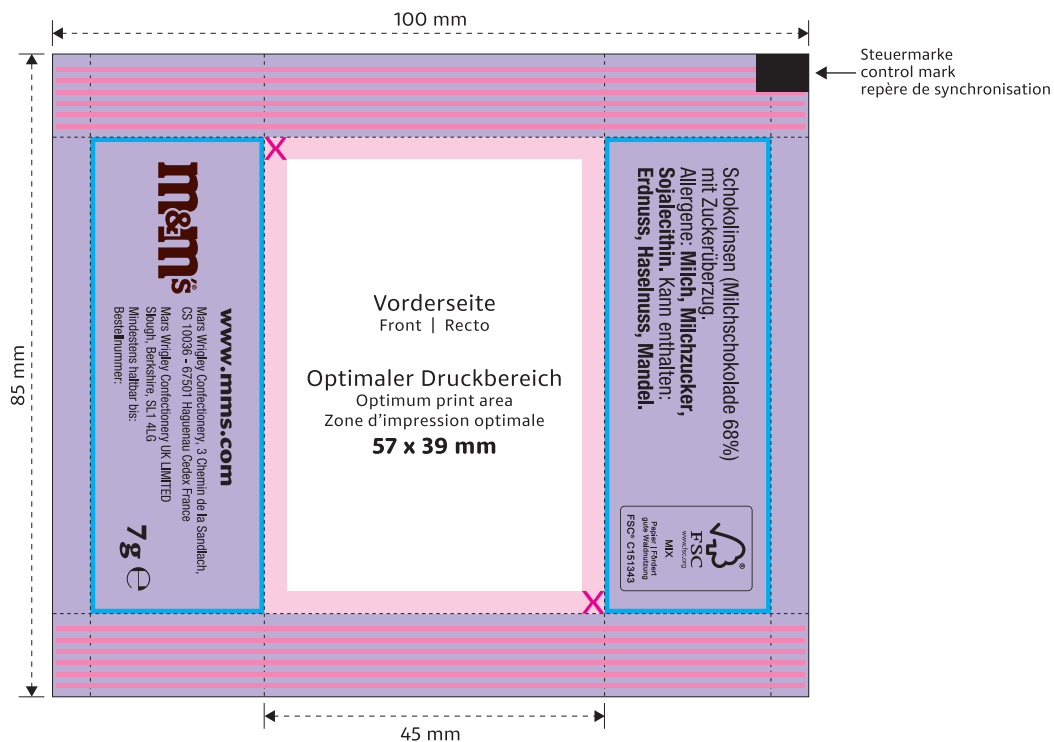 100 mm
Steuermarke
control mark
repère de synchronisation
85 mm
X
m&m's®
www.mms.com
Mars Wrigley Confectionery, 3 Chemin de la Sandlach,
CS 10036 - 67501 Haguenau Cedex France
Mars Wrigley Confectionery UK LIMITED
Slough, Berkshire, SL1 4LG
Mindestens haltbar bis:
Bestellnummer:
7g ℮
Vorderseite
Front | Recto
Optimaler Druckbereich
Optimum print area
Zone d'impression optimale
57 x 39 mm
X
Schokolinsen (Milchschokolade 68%)
mit Zuckerüberzug.
Allergene: Milch, Milchzucker,
Sojalecithin. Kann enthalten:
Erdnuss, Haselnuss, Mandel.
®
FSC
www.fsc.org
MIX
Papier | Fördert
gute Waldnutzung
FSC® C151343
45 mm